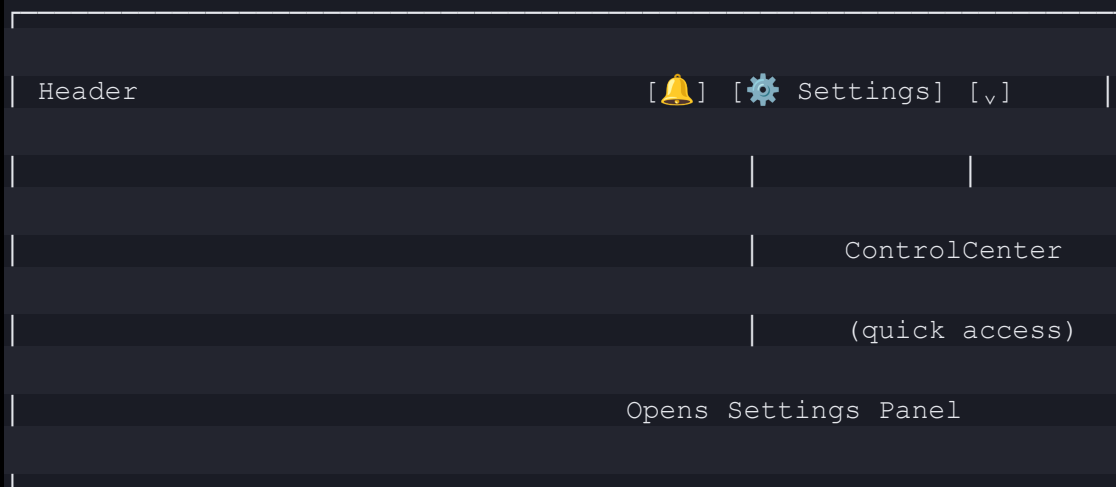 Header [🔔] [⚙️ Settings] [˅]
ControlCenter
(quick access)
Opens Settings Panel